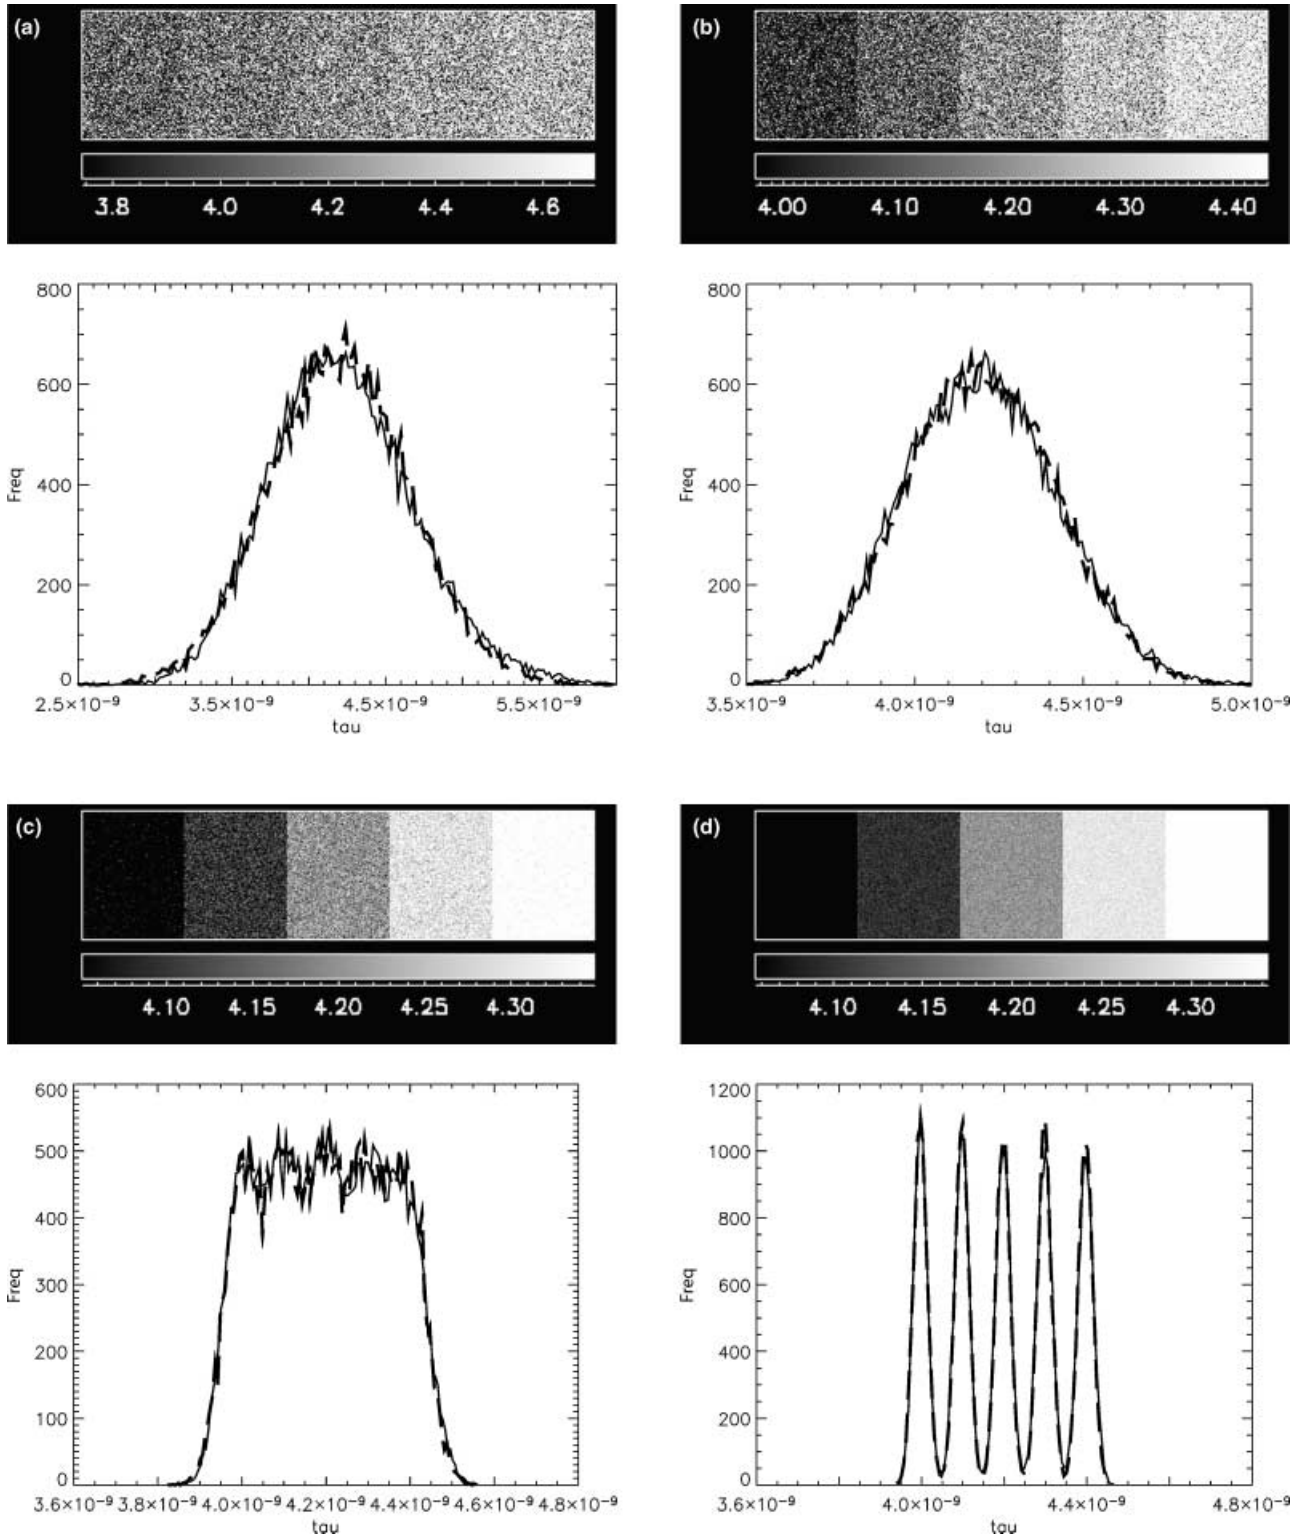 (a)
3.8 4.0 4.2 4.4 4.6
(b)
4.00 4.10 4.20 4.30 4.40
800
600
400
200
0
Freq
2.5×10⁻⁹ 3.5×10⁻⁹ 4.5×10⁻⁹ 5.5×10⁻⁹
tau
800
600
400
200
0
Freq
3.5×10⁻⁹ 4.0×10⁻⁹ 4.5×10⁻⁹ 5.0×10⁻⁹
tau
(c)
4.10 4.15 4.20 4.25 4.30
(d)
4.10 4.15 4.20 4.25 4.30
600
500
400
300
200
100
0
Freq
3.6×10⁻⁹ 3.8×10⁻⁹ 4.0×10⁻⁹ 4.2×10⁻⁹ 4.4×10⁻⁹ 4.6×10⁻⁹ 4.8×10⁻⁹
tau
1200
1000
800
600
400
200
0
Freq
3.6×10⁻⁹ 4.0×10⁻⁹ 4.4×10⁻⁹ 4.8×10⁻⁹
tau